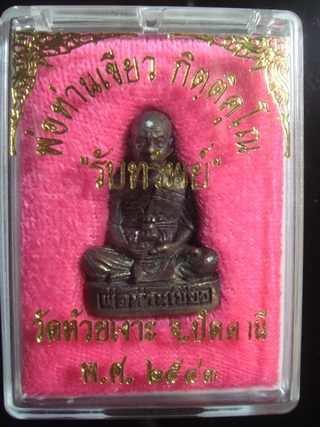 พ่อท่านเขียว กิตฺติคุโณ
"รับทรัพย์"
พ่อท่านเขียว
วัดห้วยเงาะ จ.ปัตตานี
พ.ศ. ๒๕๔๓